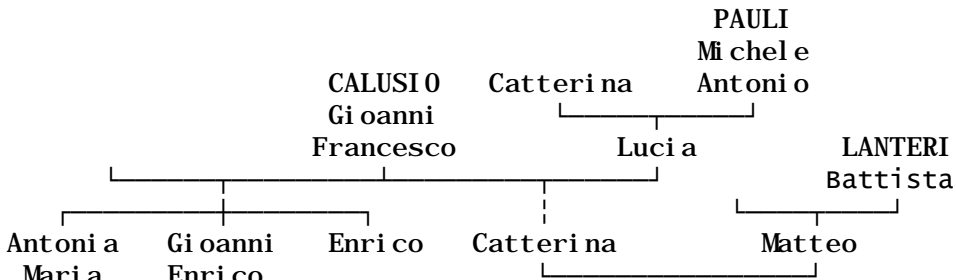 PAULI
Michele
CALUSIO Catterina Antonio
Gioanni
Francesco Lucia LANTERI
Battista
Antonia Gioanni Enrico Catterina Matteo
Maria Enrico